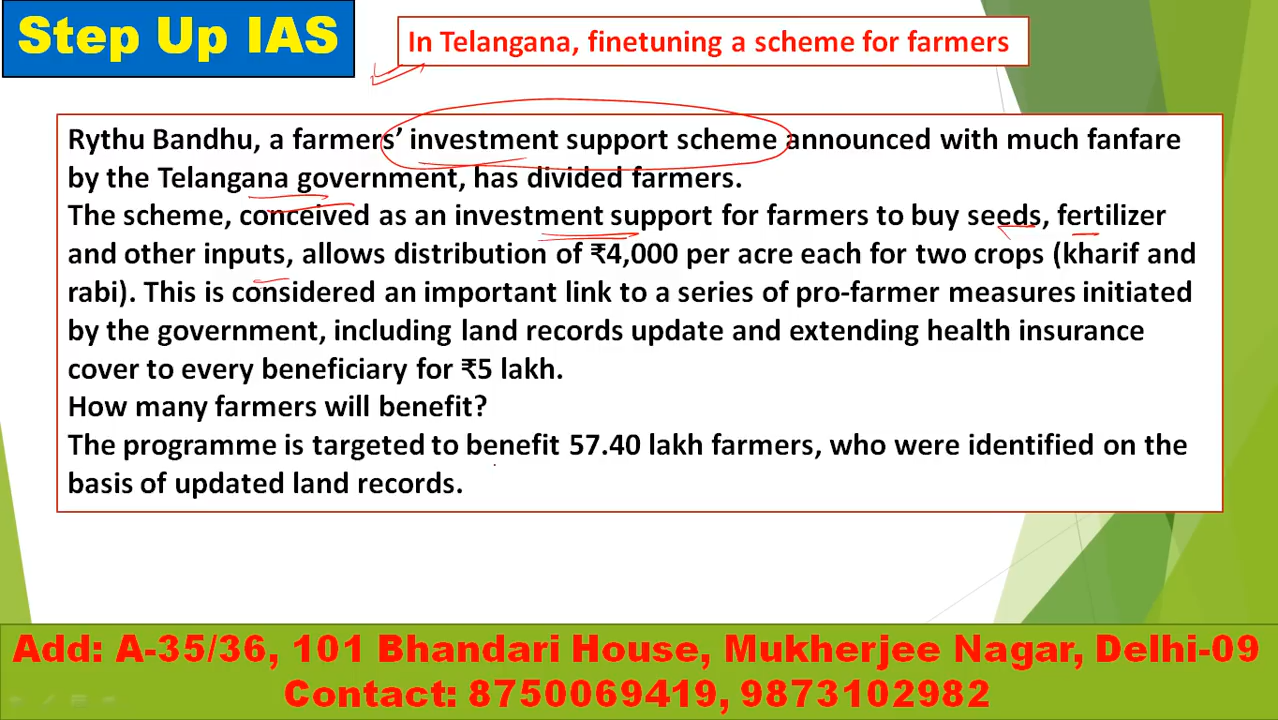 Step Up IAS
In Telangana, finetuning a scheme for farmers
Rythu Bandhu, a farmers’ investment support scheme announced with much fanfare
by the Telangana government, has divided farmers.
The scheme, conceived as an investment support for farmers to buy seeds, fertilizer
and other inputs, allows distribution of ₹4,000 per acre each for two crops (kharif and
rabi). This is considered an important link to a series of pro-farmer measures initiated
by the government, including land records update and extending health insurance
cover to every beneficiary for ₹5 lakh.
How many farmers will benefit?
The programme is targeted to benefit 57.40 lakh farmers, who were identified on the
basis of updated land records.
Add: A-35/36, 101 Bhandari House, Mukherjee Nagar, Delhi-09
Contact: 8750069419, 9873102982